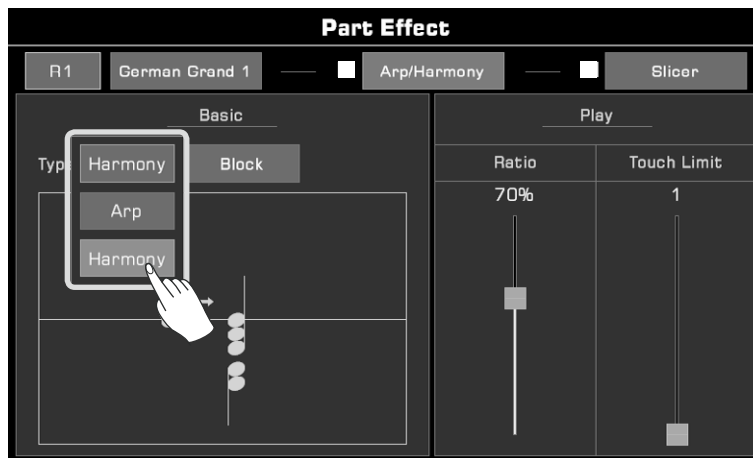 Part Effect
R1 German Grand 1 Arp/Harmony Slicer
Basic
Typ Harmony Block
Arp
Harmony
Play
Ratio Touch Limit
70% 1